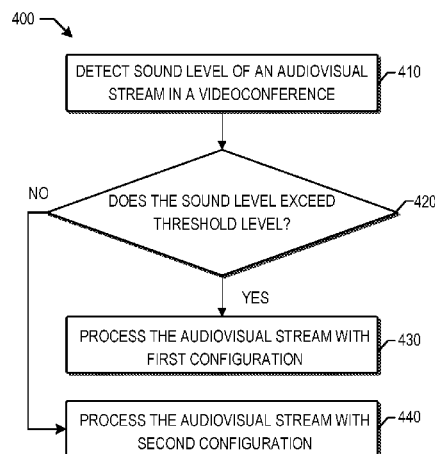 400
DETECT SOUND LEVEL OF AN AUDIOVISUAL
STREAM IN A VIDEOCONFERENCE
410
NO
DOES THE SOUND LEVEL EXCEED
THRESHOLD LEVEL?
420
YES
PROCESS THE AUDIOVISUAL STREAM WITH
FIRST CONFIGURATION
430
PROCESS THE AUDIOVISUAL STREAM WITH
SECOND CONFIGURATION
440